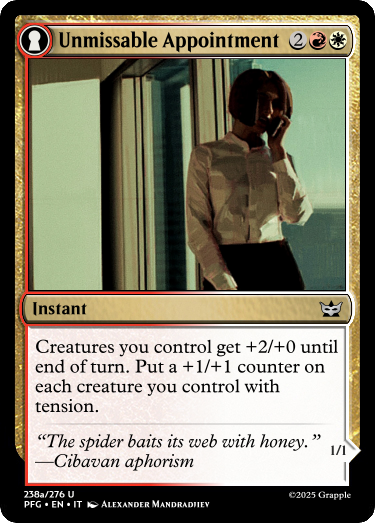 Unmissable Appointment 2
Instant
Creatures you control get +2/+0 until
end of turn. Put a +1/+1 counter on
each creature you control with
tension.
“The spider baits its web with honey.”
—Cibavan aphorism
1/1
238a/276 U
PFG • EN • IT Alexander Mandradhev
©2025 Grapple